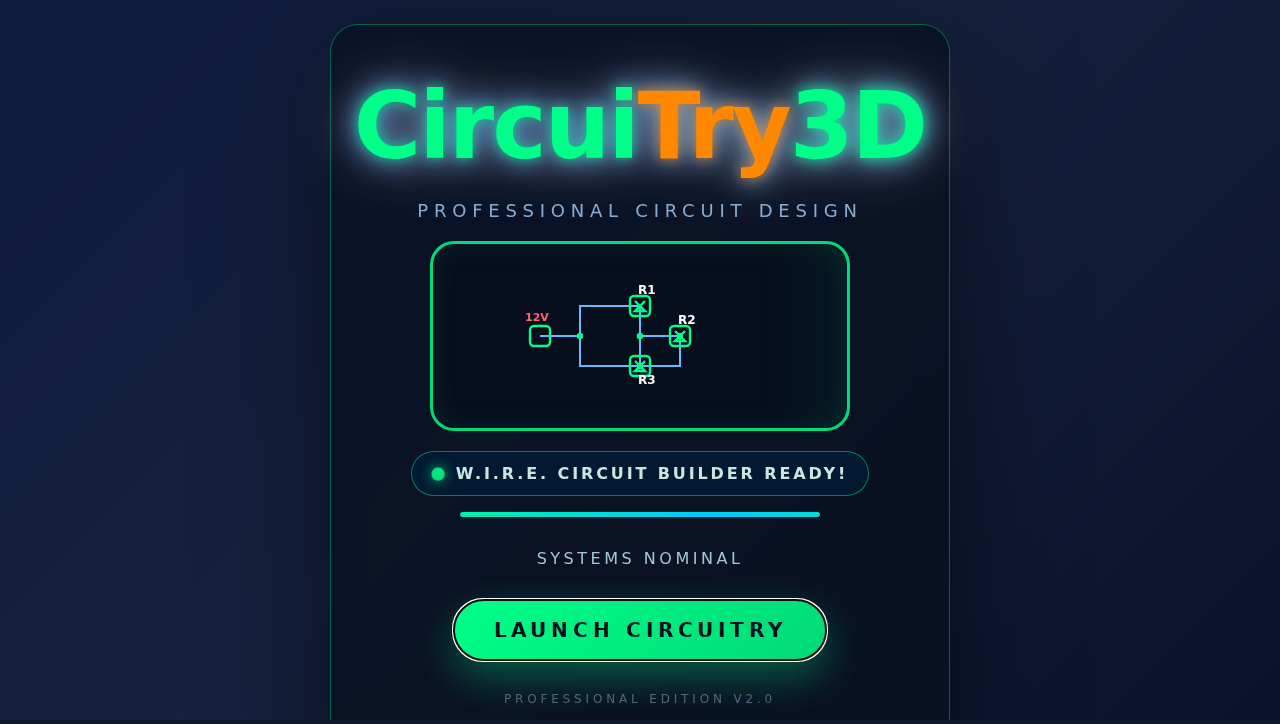 CircuiTry3D
PROFESSIONAL CIRCUIT DESIGN
R1
12V
R2
R3
W.I.R.E. CIRCUIT BUILDER READY!
SYSTEMS NOMINAL
LAUNCH CIRCUITRY
PROFESSIONAL EDITION V2.0